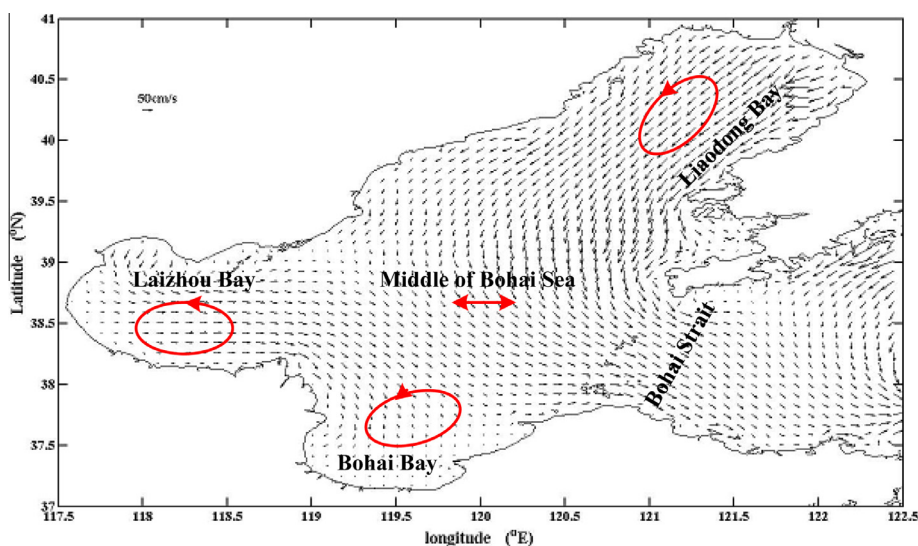 41
40.5
50cm/s
40
Liaodong Bay
39.5
Latitude (°N)
39
Laizhou Bay
Middle of Bohai Sea
38.5
Bohai Strait
38
37.5
Bohai Bay
37
117.5 118 118.5 119 119.5 120 120.5 121 121.5 122 122.5
longitude (°E)